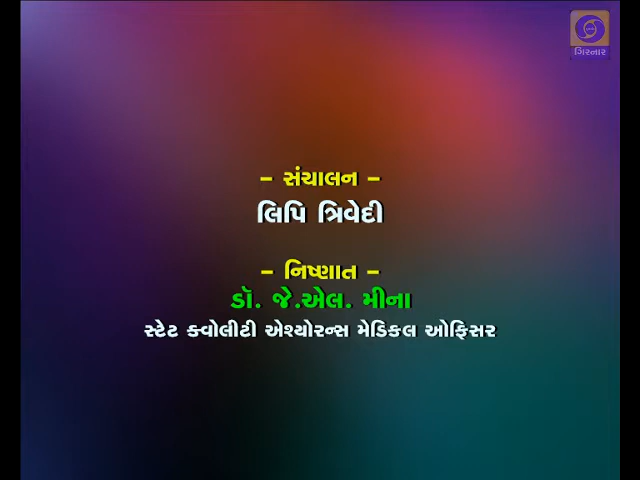 ગિરનાર
– સંચાલન –
લિપિ ત્રિવેદી
– નિષ્ણાત –
ડૉ. જે.એલ. મીના
સ્ટેટ ક્વોલીટી એશ્યોરન્સ મેડિકલ ઓફિસર